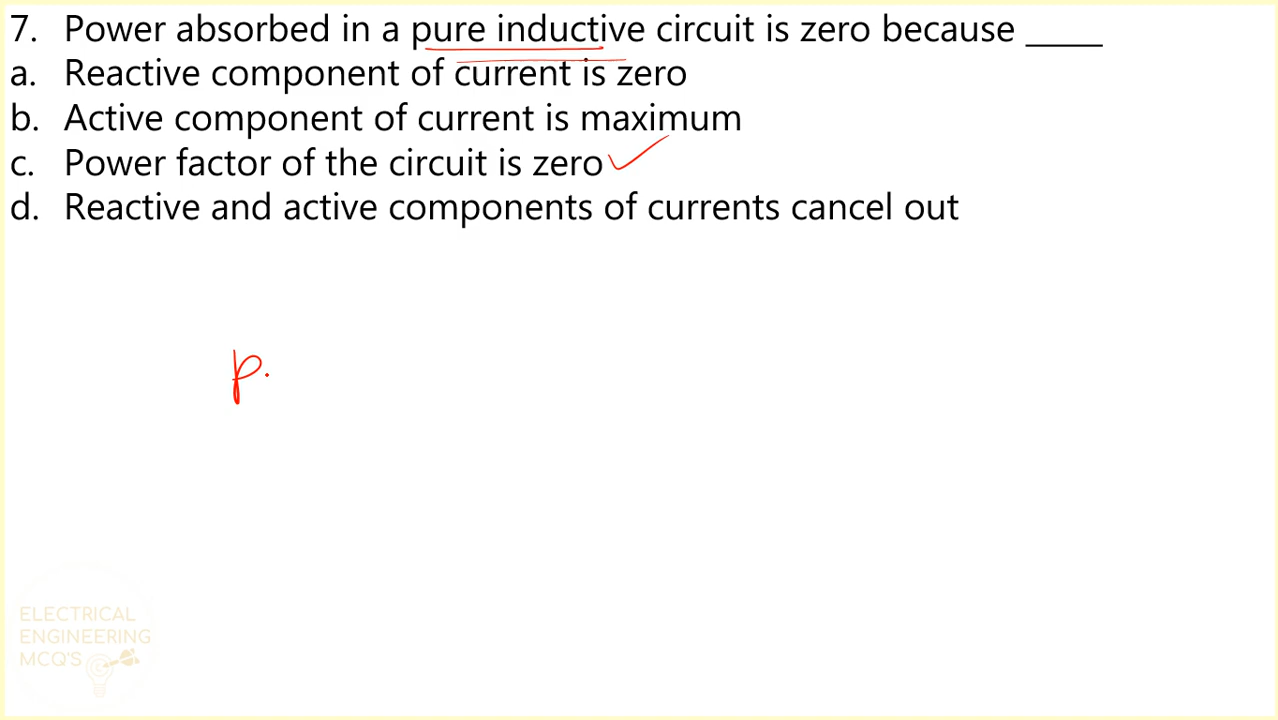 7. Power absorbed in a pure inductive circuit is zero because _____
a. Reactive component of current is zero
b. Active component of current is maximum
c. Power factor of the circuit is zero
d. Reactive and active components of currents cancel out
p.
ELECTRICAL
ENGINEERING
MCQ'S